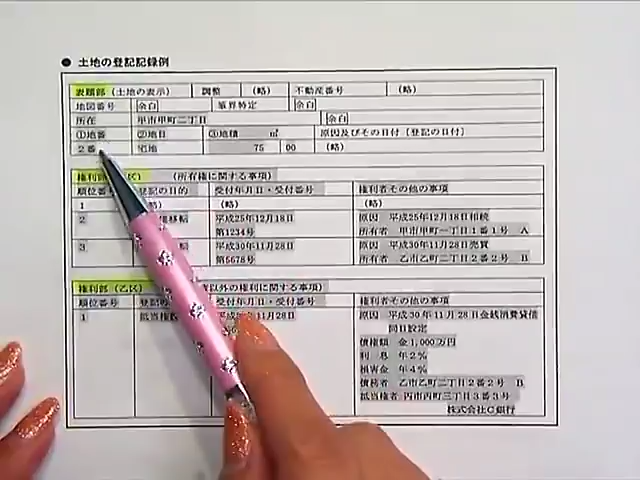 ● 土地の登記記録例
表題部 (土地の表示) 調整 (略) 不動産番号 (略)
地図番号 余白 筆界特定 余白
所在 甲市甲町二丁目 余白
①地番 ②地目 ③地積 ㎡ 原因及びその日付〔登記の日付〕
2番 宅地 75 00 (略)
権利部 (所有権に関する事項)
順位番号 登記の目的 受付年月日・受付番号 権利者その他の事項
1 (略) (略)
2 移転 平成25年12月18日 原因 平成25年12月18日相続
第1234号 所有者 甲市甲町一丁目1番1号 A
3 転 平成30年11月28日 原因 平成30年11月28日売買
第5678号 所有者 乙市乙町二丁目2番2号 B
権利部 (乙区) 以外の権利に関する事項)
順位番号 登記の 受付年月日・受付番号 権利者その他の事項
1 抵当権 11月28日 原因 平成30年11月28日金銭消費貸借
同日設定
債権額 金1,000万円
利息 年2%
損害金 年4%
債務者 乙市乙町二丁目2番2号 B
抵当権者 丙市丙町三丁目3番3号
株式会社C銀行